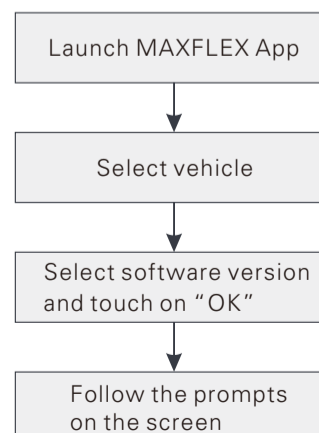 Launch MAXFLEX App
Select vehicle
Select software version
and touch on “OK”
Follow the prompts
on the screen